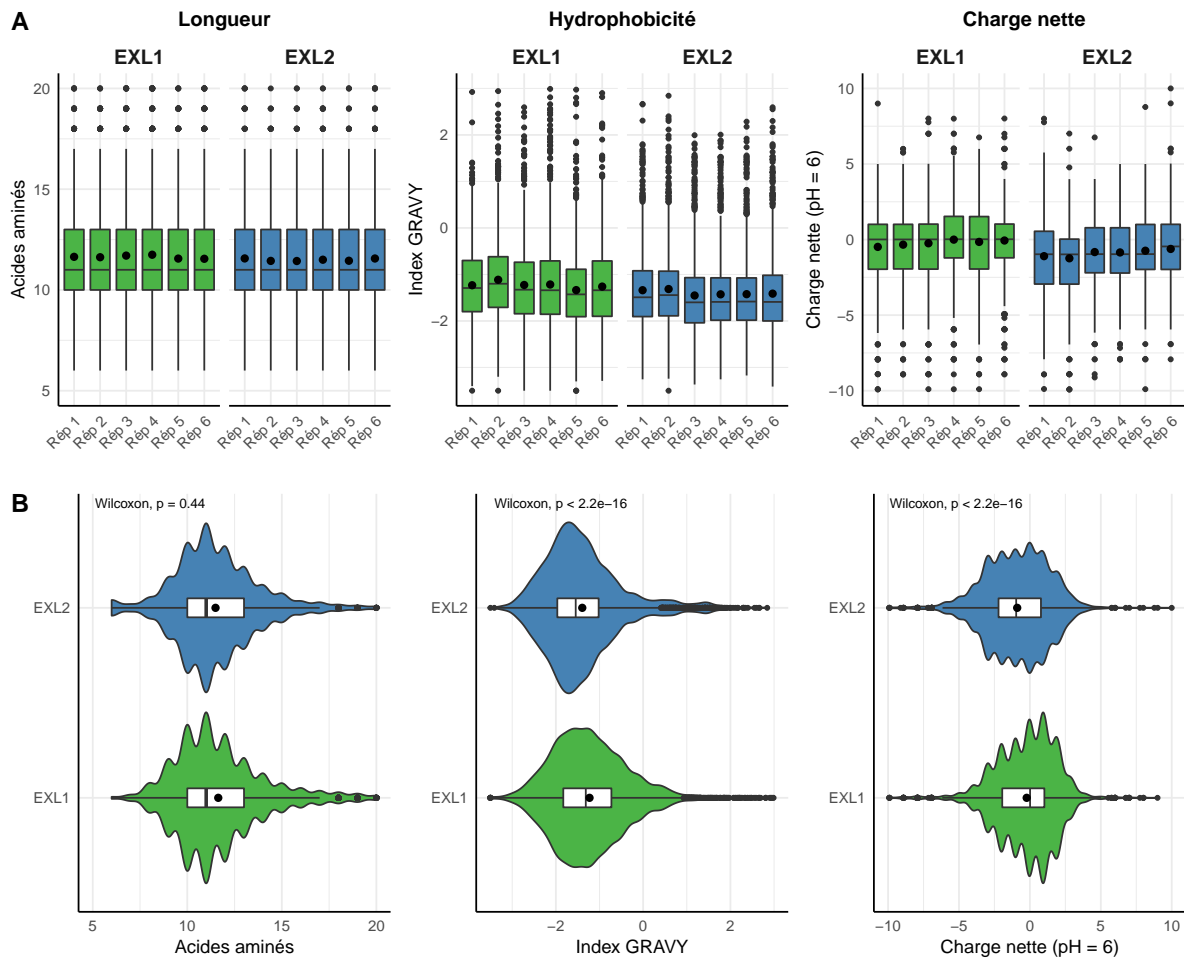 A
Longueur
EXL1 EXL2
Acides aminés
20
15
10
5
Rép 1 Rép 2 Rép 3 Rép 4 Rép 5 Rép 6 Rép 1 Rép 2 Rép 3 Rép 4 Rép 5 Rép 6
Hydrophobicité
EXL1 EXL2
Index GRAVY
2
0
−2
Rép 1 Rép 2 Rép 3 Rép 4 Rép 5 Rép 6 Rép 1 Rép 2 Rép 3 Rép 4 Rép 5 Rép 6
Charge nette
EXL1 EXL2
Charge nette (pH = 6)
10
5
0
−5
−10
Rép 1 Rép 2 Rép 3 Rép 4 Rép 5 Rép 6 Rép 1 Rép 2 Rép 3 Rép 4 Rép 5 Rép 6
B
Wilcoxon, p = 0.44
EXL2
EXL1
5 10 15 20
Acides aminés
Wilcoxon, p < 2.2e−16
EXL2
EXL1
−2 0 2
Index GRAVY
Wilcoxon, p < 2.2e−16
EXL2
EXL1
−10 −5 0 5 10
Charge nette (pH = 6)